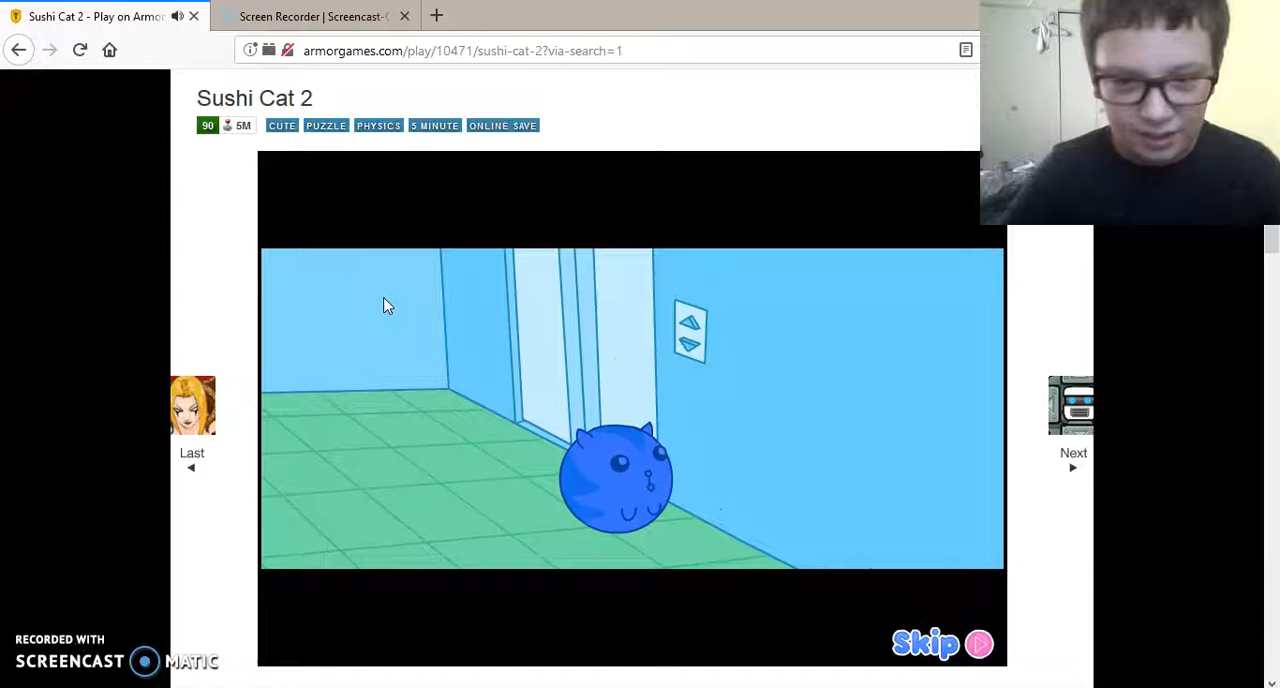 Sushi Cat 2 - Play on Armor
Screen Recorder | Screencast-O
armorgames.com/play/10471/sushi-cat-2?via-search=1
Sushi Cat 2
90 5M CUTE PUZZLE PHYSICS 5 MINUTE ONLINE SAVE
Last
Next
Skip
RECORDED WITH
SCREENCAST MATIC